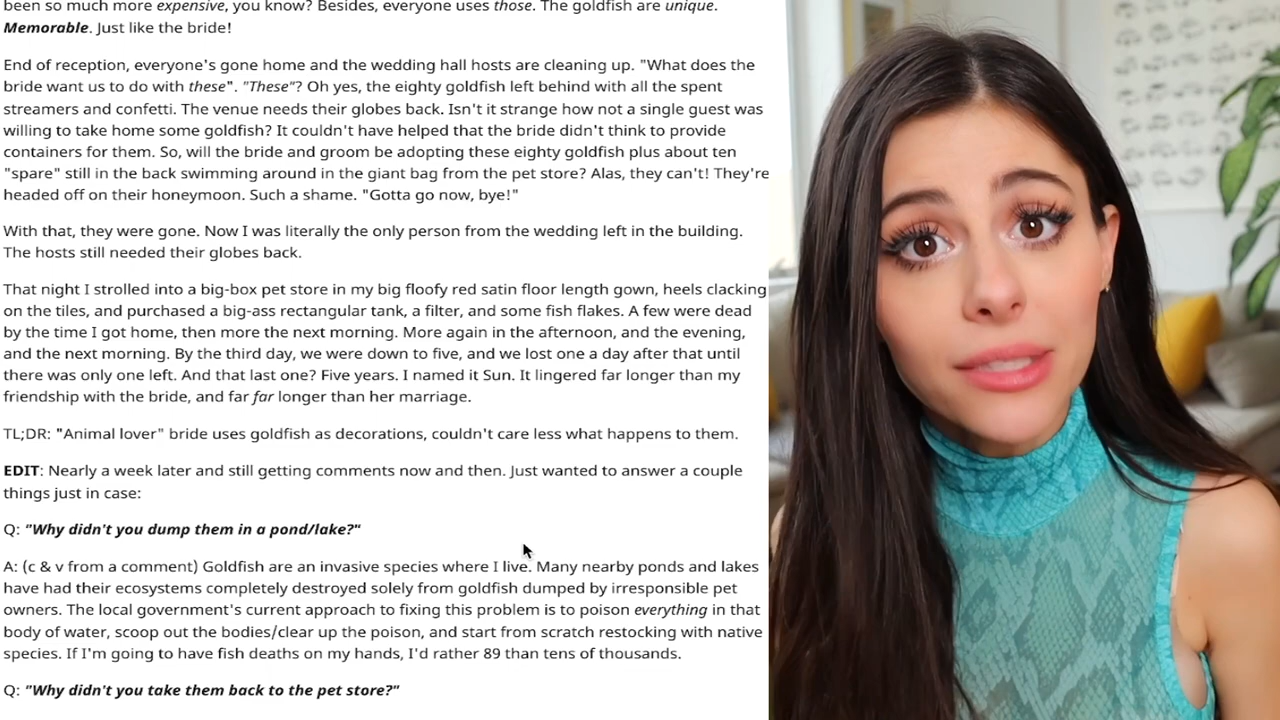 been so much more expensive, you know? Besides, everyone uses those. The goldfish are unique.
Memorable. Just like the bride!
End of reception, everyone's gone home and the wedding hall hosts are cleaning up. "What does the
bride want us to do with these". "These"? Oh yes, the eighty goldfish left behind with all the spent
streamers and confetti. The venue needs their globes back. Isn't it strange how not a single guest was
willing to take home some goldfish? It couldn't have helped that the bride didn't think to provide
containers for them. So, will the bride and groom be adopting these eighty goldfish plus about ten
"spare" still in the back swimming around in the giant bag from the pet store? Alas, they can't! They're
headed off on their honeymoon. Such a shame. "Gotta go now, bye!"
With that, they were gone. Now I was literally the only person from the wedding left in the building.
The hosts still needed their globes back.
That night I strolled into a big-box pet store in my big floofy red satin floor length gown, heels clacking
on the tiles, and purchased a big-ass rectangular tank, a filter, and some fish flakes. A few were dead
by the time I got home, then more the next morning. More again in the afternoon, and the evening,
and the next morning. By the third day, we were down to five, and we lost one a day after that until
there was only one left. And that last one? Five years. I named it Sun. It lingered far longer than my
friendship with the bride, and far far longer than her marriage.
TL;DR: "Animal lover" bride uses goldfish as decorations, couldn't care less what happens to them.
EDIT: Nearly a week later and still getting comments now and then. Just wanted to answer a couple
things just in case:
Q: "Why didn't you dump them in a pond/lake?"
A: (c & v from a comment) Goldfish are an invasive species where I live. Many nearby ponds and lakes
have had their ecosystems completely destroyed solely from goldfish dumped by irresponsible pet
owners. The local government's current approach to fixing this problem is to poison everything in that
body of water, scoop out the bodies/clear up the poison, and start from scratch restocking with native
species. If I'm going to have fish deaths on my hands, I'd rather 89 than tens of thousands.
Q: "Why didn't you take them back to the pet store?"